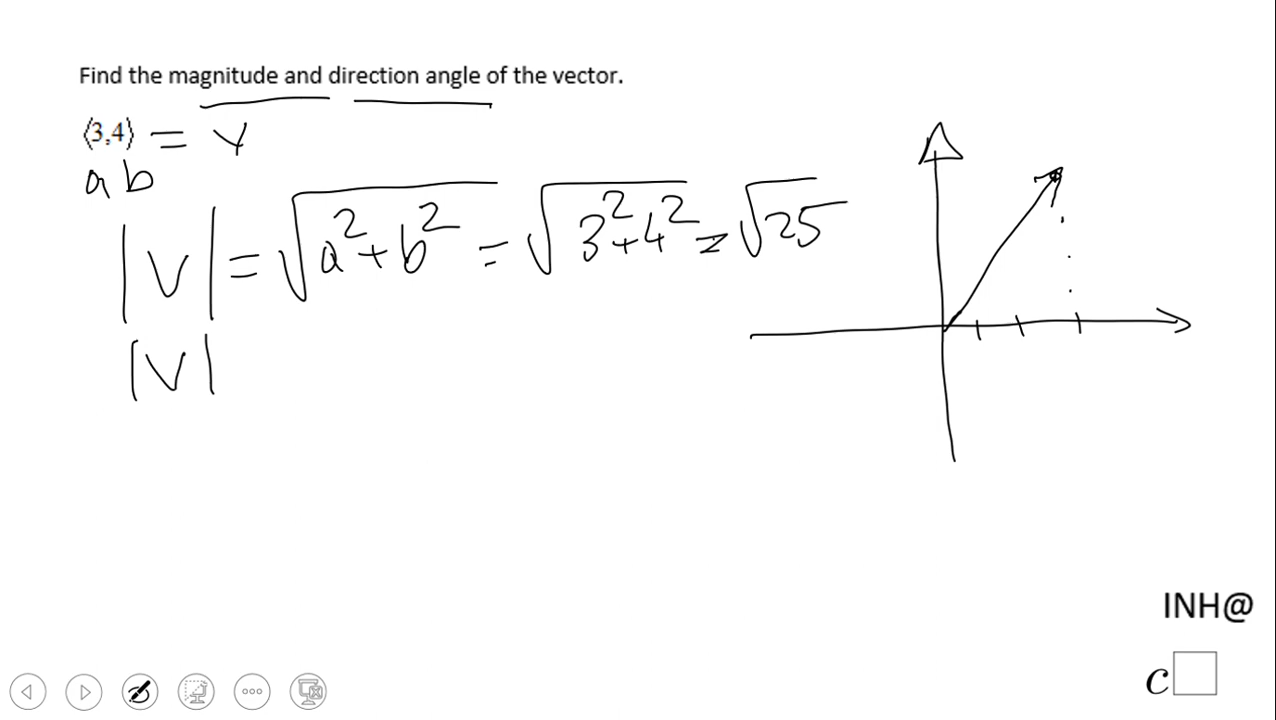 Find the magnitude and direction angle of the vector.
⟨3,4⟩ = v
a b
|v| = √(a²+b²) = √(3²+4²) = √25
|v|
INH@
c